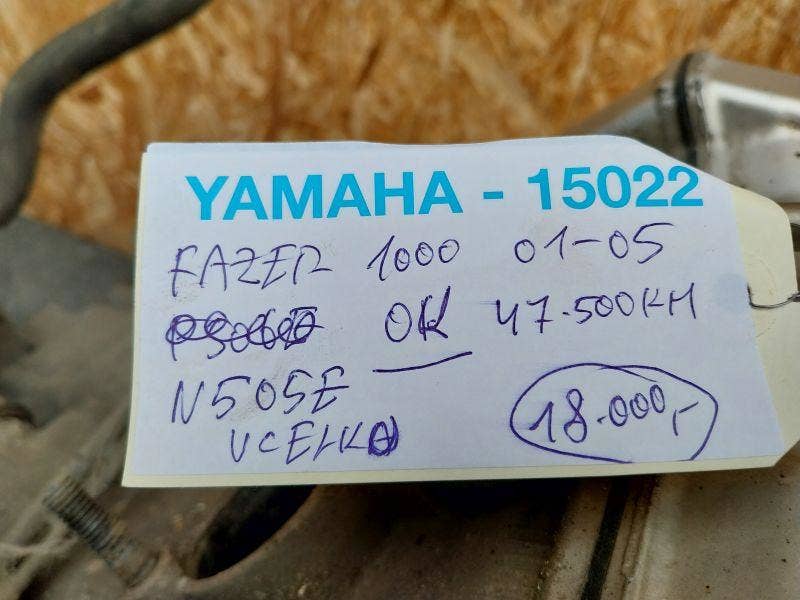 YAMAHA - 15022
FAZER 1000 01-05
OK 47.500KM
N505E
VCELKU
18.000,-